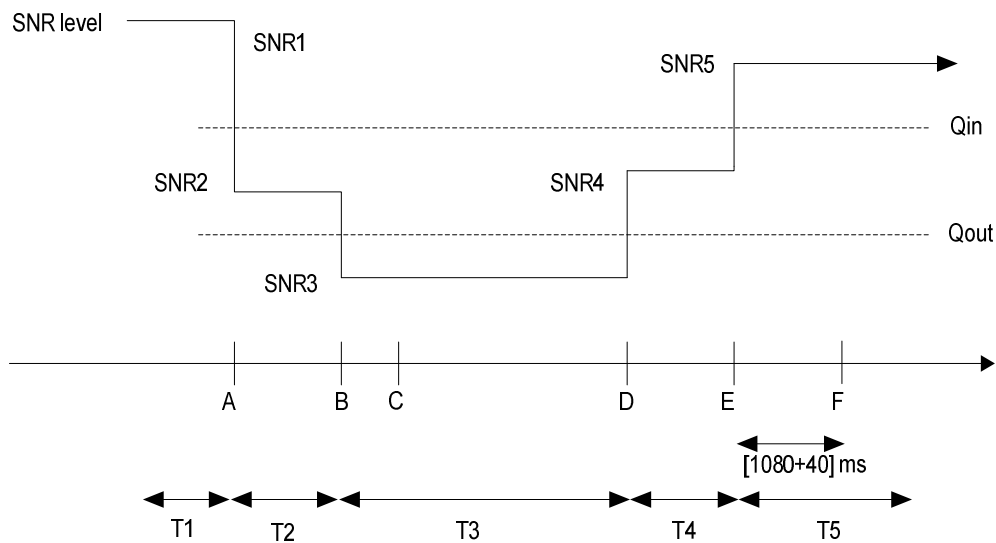 SNR level
SNR1
SNR5
Qin
SNR2
SNR4
Qout
SNR3
A
B
C
D
E
F
[1080+40] ms
T1
T2
T3
T4
T5